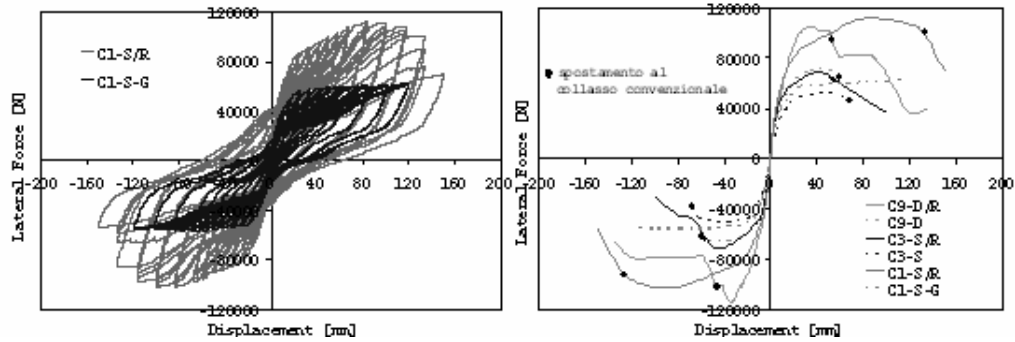 120000
80000
40000
0
-200 -160 -120 -80 -40 0 40 80 120 160 200
-40000
-80000
-120000
Lateral Force [N]
Displacement [mm]
C1-S/R
C1-S-G
120000
80000
40000
0
-200 -160 -120 -80 -40 0 40 80 120 160 200
-40000
-80000
-120000
Lateral Force [N]
Displacement [mm]
spostamento al
collasso convenzionale
C9-D/R
C9-D
C3-S/R
C3-S
C1-S/R
C1-S-G